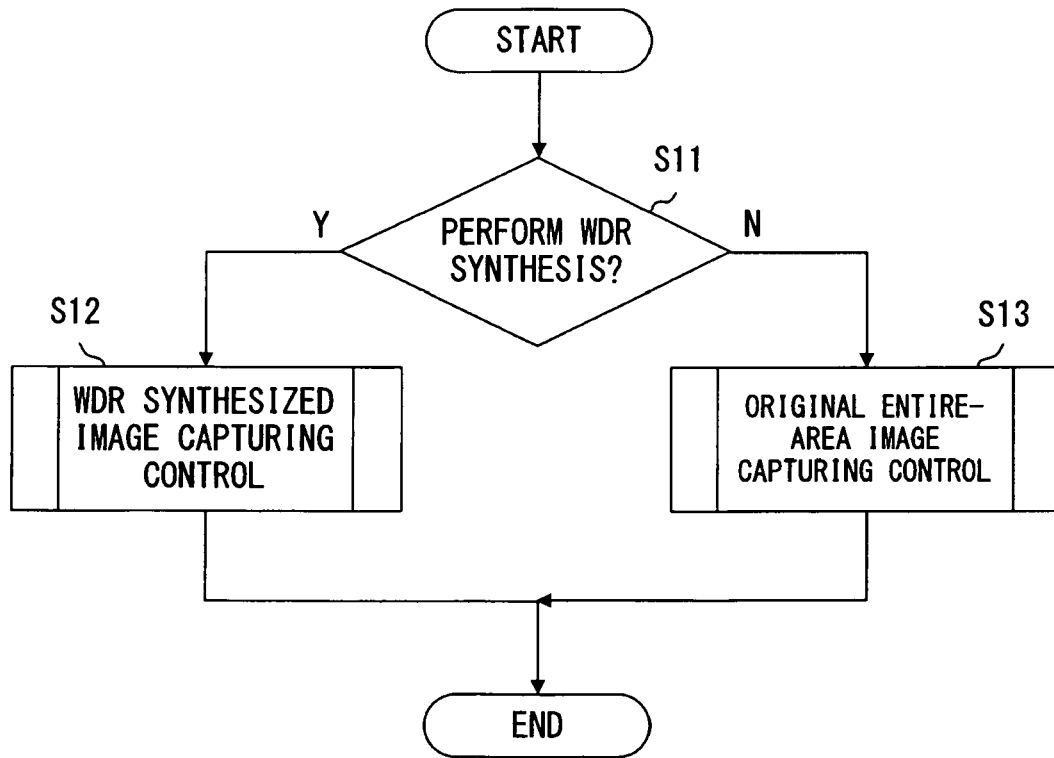 START
S11
Y
PERFORM WDR
SYNTHESIS?
N
S12
WDR SYNTHESIZED
IMAGE CAPTURING
CONTROL
S13
ORIGINAL ENTIRE-
AREA IMAGE
CAPTURING CONTROL
END